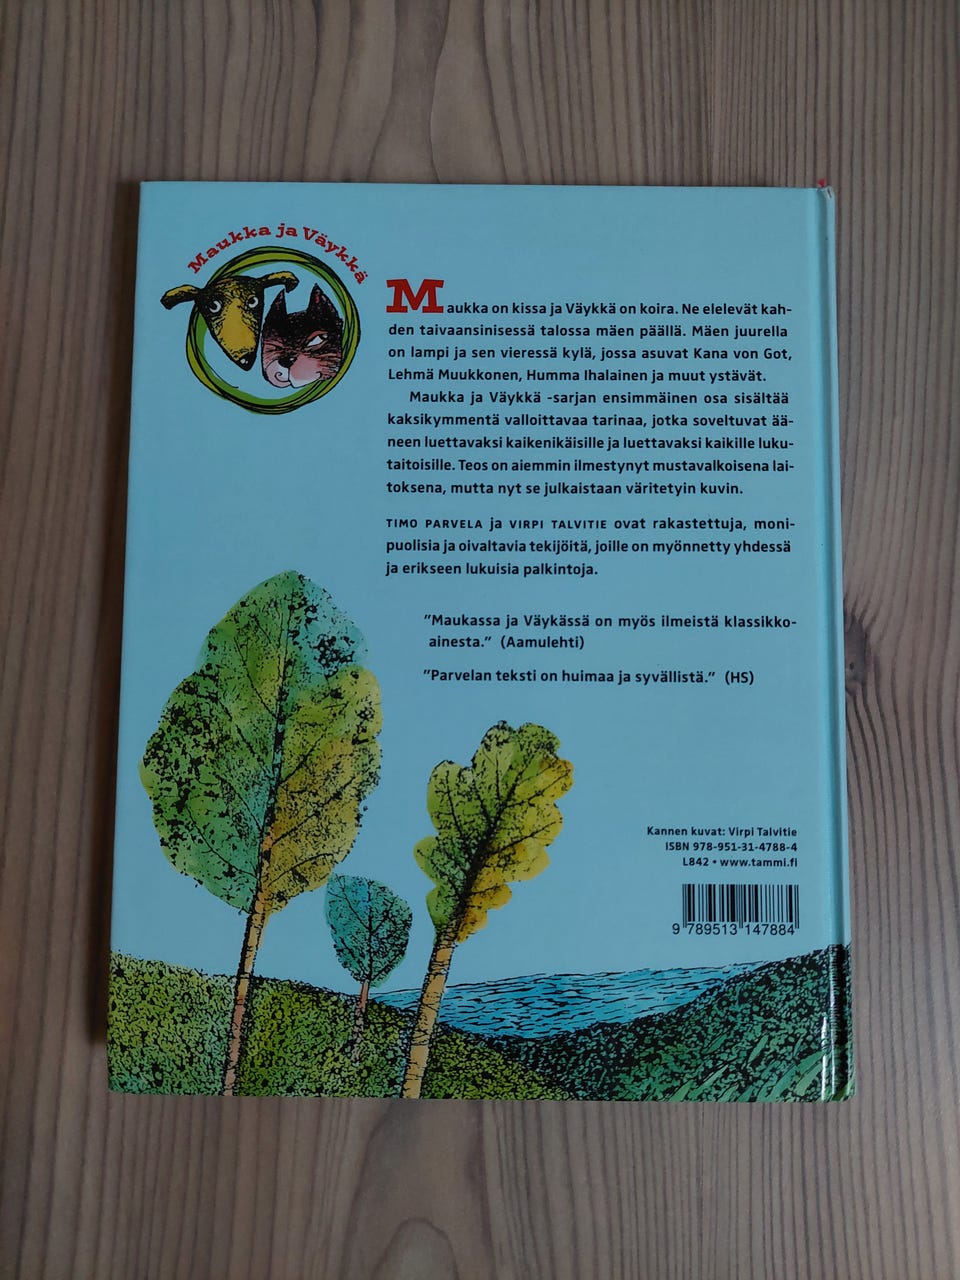 Maukka ja Väykkä
Maukka on kissa ja Väykkä on koira. Ne elelevät kah-
den taivaansinisessä talossa mäen päällä. Mäen juurella
on lampi ja sen vieressä kylä, jossa asuvat Kana von Got,
Lehmä Muukkonen, Humma Ihalainen ja muut ystävät.
Maukka ja Väykkä -sarjan ensimmäinen osa sisältää
kaksikymmentä valloittavaa tarinaa, jotka soveltuvat ää-
neen luettavaksi kaikenikäisille ja luettavaksi kaikille luku-
taitoisille. Teos on aiemmin ilmestynyt mustavalkoisena lai-
toksena, mutta nyt se julkaistaan väritetyin kuvin.
TIMO PARVELA ja VIRPI TALVITIE ovat rakastettuja, moni-
puolisia ja oivaltavia tekijöitä, joille on myönnetty yhdessä
ja erikseen lukuisia palkintoja.
”Maukassa ja Väykässä on myös ilmeistä klassikko-
ainesta.” (Aamulehti)
”Parvelan teksti on huimaa ja syvällistä.” (HS)
Kannen kuvat: Virpi Talvitie
ISBN 978-951-31-4788-4
L842 • www.tammi.fi
9 789513 147884